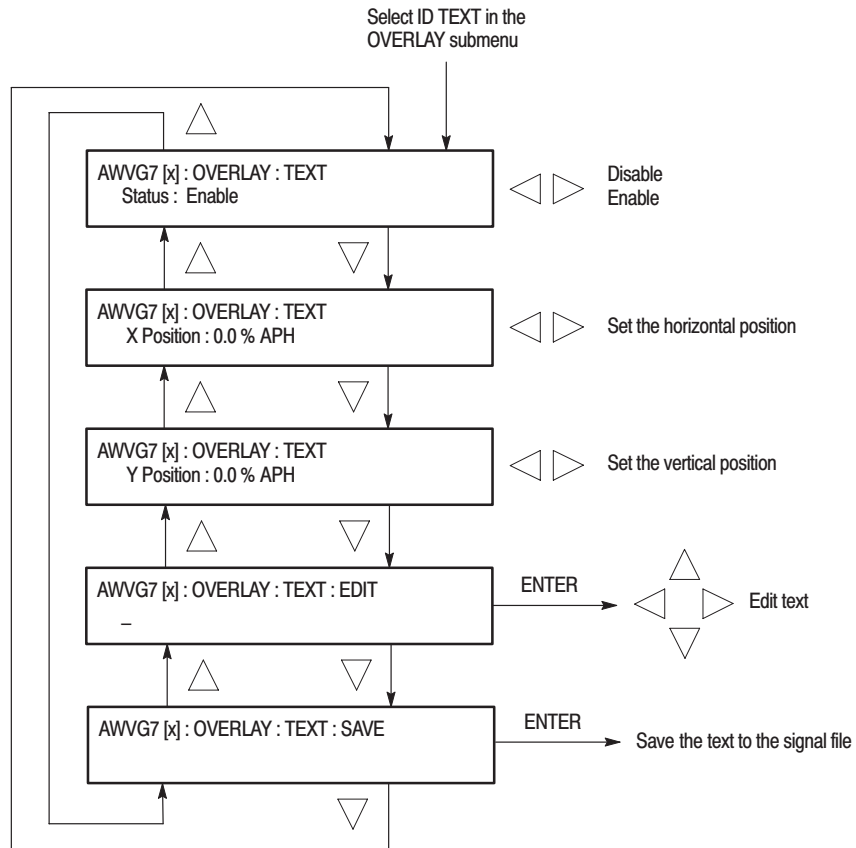 Select ID TEXT in the
OVERLAY submenu
AWVG7 [x] : OVERLAY : TEXT
Status : Enable
Disable
Enable
AWVG7 [x] : OVERLAY : TEXT
X Position : 0.0 % APH
Set the horizontal position
AWVG7 [x] : OVERLAY : TEXT
Y Position : 0.0 % APH
Set the vertical position
AWVG7 [x] : OVERLAY : TEXT : EDIT
_
ENTER
Edit text
AWVG7 [x] : OVERLAY : TEXT : SAVE
ENTER
Save the text to the signal file